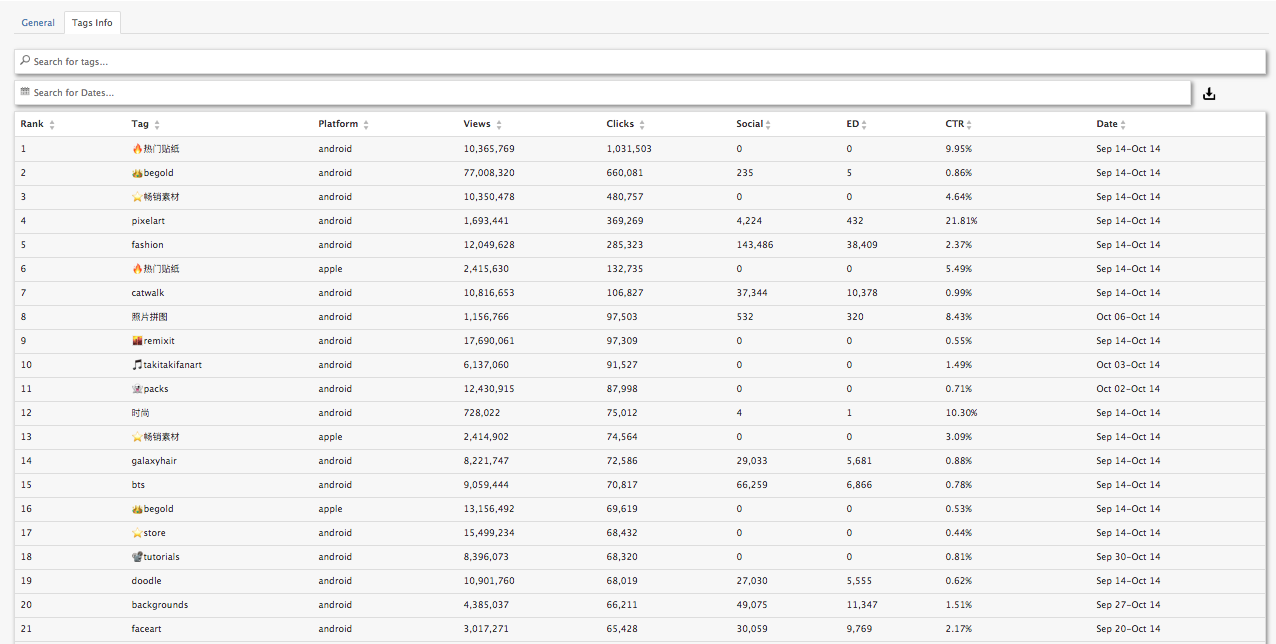 General Tags Info
Search for tags...
Search for Dates...
Rank Tag Platform Views Clicks Social ED CTR Date
1 🔥热门贴纸 android 10,365,769 1,031,503 0 0 9.95% Sep 14-Oct 14
2 👑begold android 77,008,320 660,081 235 5 0.86% Sep 14-Oct 14
3 ⭐畅销素材 android 10,350,478 480,757 0 0 4.64% Sep 14-Oct 14
4 pixelart android 1,693,441 369,269 4,224 432 21.81% Sep 14-Oct 14
5 fashion android 12,049,628 285,323 143,486 38,409 2.37% Sep 14-Oct 14
6 🔥热门贴纸 apple 2,415,630 132,735 0 0 5.49% Sep 14-Oct 14
7 catwalk android 10,816,653 106,827 37,344 10,378 0.99% Sep 14-Oct 14
8 照片拼图 android 1,156,766 97,503 532 320 8.43% Oct 06-Oct 14
9 🌇remixit android 17,690,061 97,309 0 0 0.55% Sep 14-Oct 14
10 🎵takitakifanart android 6,137,060 91,527 0 0 1.49% Oct 03-Oct 14
11 packs android 12,430,915 87,998 0 0 0.71% Oct 02-Oct 14
12 时尚 android 728,022 75,012 4 1 10.30% Sep 14-Oct 14
13 ⭐畅销素材 apple 2,414,902 74,564 0 0 3.09% Sep 14-Oct 14
14 galaxyhair android 8,221,747 72,586 29,033 5,681 0.88% Sep 14-Oct 14
15 bts android 9,059,444 70,817 66,259 6,866 0.78% Sep 14-Oct 14
16 👑begold apple 13,156,492 69,619 0 0 0.53% Sep 14-Oct 14
17 ⭐store android 15,499,234 68,432 0 0 0.44% Sep 14-Oct 14
18 tutorials android 8,396,073 68,320 0 0 0.81% Sep 30-Oct 14
19 doodle android 10,901,760 68,019 27,030 5,555 0.62% Sep 14-Oct 14
20 backgrounds android 4,385,037 66,211 49,075 11,347 1.51% Sep 27-Oct 14
21 faceart android 3,017,271 65,428 30,059 9,769 2.17% Sep 20-Oct 14